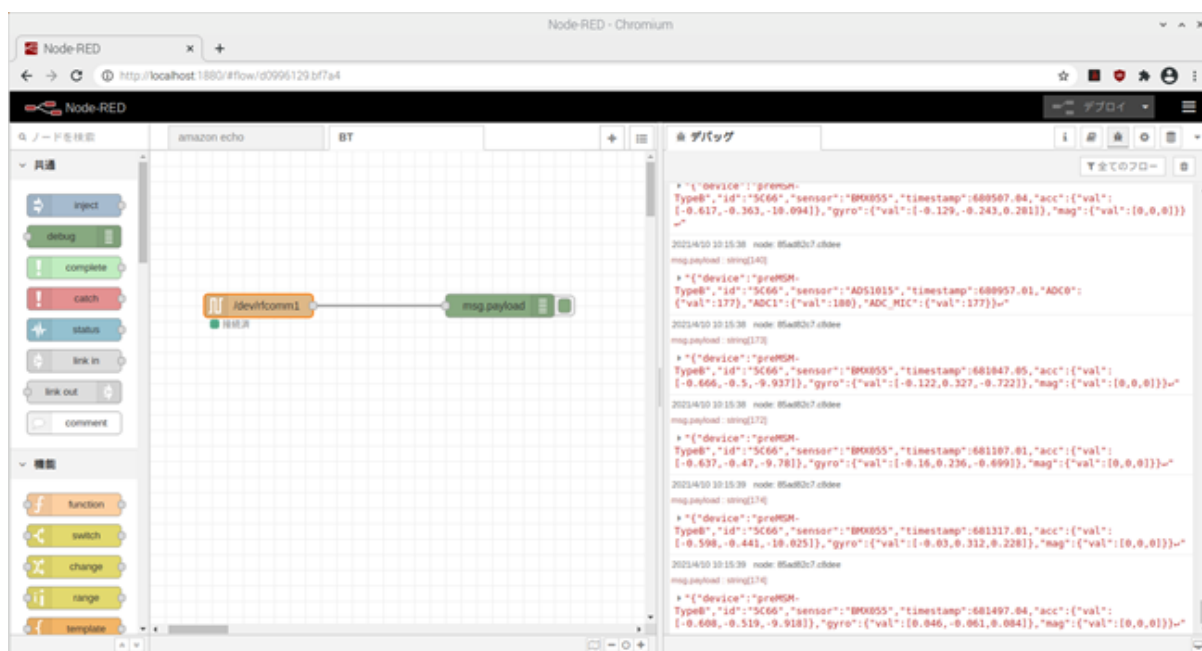 Node-RED - Chromium
Node-RED
http://localhost:1880/#flow/d0996129.bf7a4
Node-RED
デプロイ
ノードを検索
amazon echo
BT
デバッグ
全てのフロー
共通
inject
debug
complete
catch
status
link in
link out
comment
機能
function
switch
change
range
template
/dev/rfcomm1
接続済
msg.payload
"{"device":"preMSM-
TypeB","id":"5C66","sensor":"BMX055","timestamp":680507.04,"acc":{"val":
[-0.617,-0.363,-10.094]},"gyro":{"val":[-0.129,-0.243,0.281]},"mag":{"val":[0,0,0]}}
↵"
2021/4/10 10:15:38 node: 85ad82c7.c8dee
msg.payload : string[140]
"{"device":"preMSM-
TypeB","id":"5C66","sensor":"ADS1015","timestamp":680957.01,"ADC0":
{"val":177},"ADC1":{"val":180},"ADC_MIC":{"val":177}}↵"
2021/4/10 10:15:38 node: 85ad82c7.c8dee
msg.payload : string[173]
"{"device":"preMSM-
TypeB","id":"5C66","sensor":"BMX055","timestamp":681047.05,"acc":{"val":
[-0.666,-0.5,-9.937]},"gyro":{"val":[-0.122,0.327,-0.722]},"mag":{"val":[0,0,0]}}↵"
2021/4/10 10:15:38 node: 85ad82c7.c8dee
msg.payload : string[172]
"{"device":"preMSM-
TypeB","id":"5C66","sensor":"BMX055","timestamp":681107.01,"acc":{"val":
[-0.637,-0.47,-9.78]},"gyro":{"val":[-0.16,0.236,-0.699]},"mag":{"val":[0,0,0]}}↵"
2021/4/10 10:15:39 node: 85ad82c7.c8dee
msg.payload : string[174]
"{"device":"preMSM-
TypeB","id":"5C66","sensor":"BMX055","timestamp":681317.01,"acc":{"val":
[-0.598,-0.441,-10.025]},"gyro":{"val":[-0.03,0.312,0.228]},"mag":{"val":[0,0,0]}}↵"
2021/4/10 10:15:39 node: 85ad82c7.c8dee
msg.payload : string[174]
"{"device":"preMSM-
TypeB","id":"5C66","sensor":"BMX055","timestamp":681497.04,"acc":{"val":
[-0.608,-0.519,-9.918]},"gyro":{"val":[0.046,-0.061,0.084]},"mag":{"val":[0,0,0]}}↵"